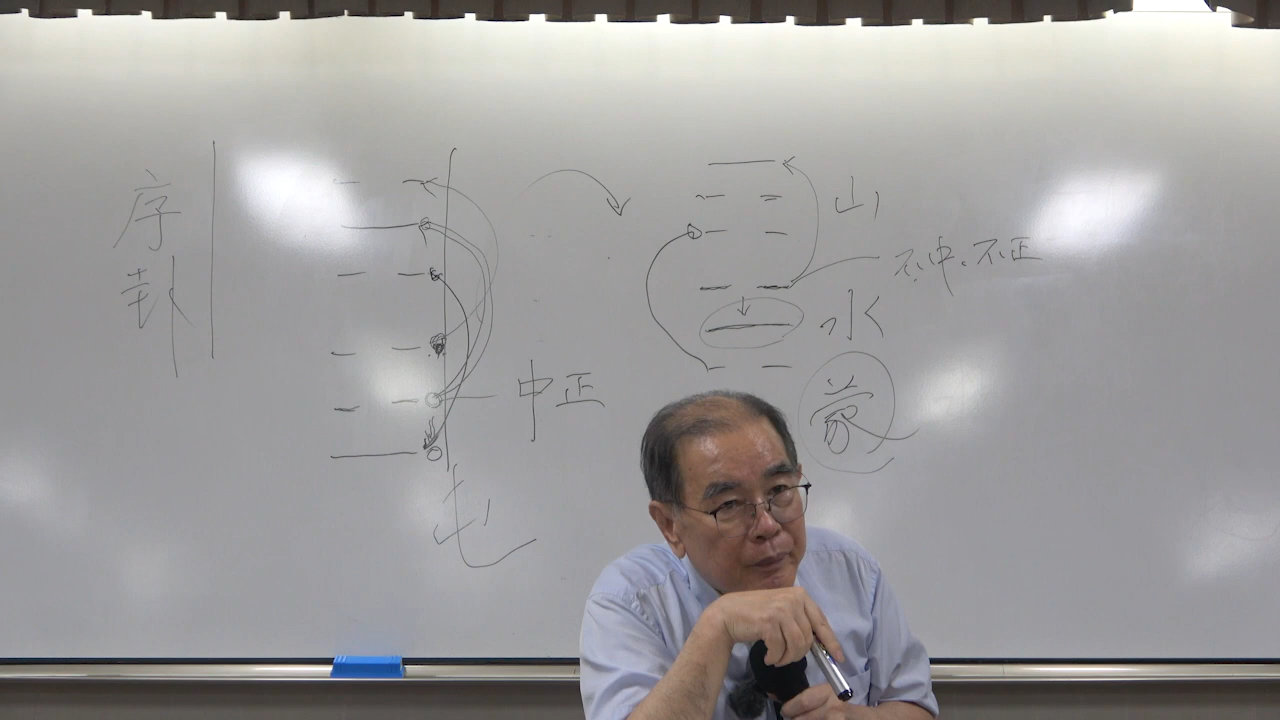 序卦
中正
屯
山
不中、不正
水
蒙